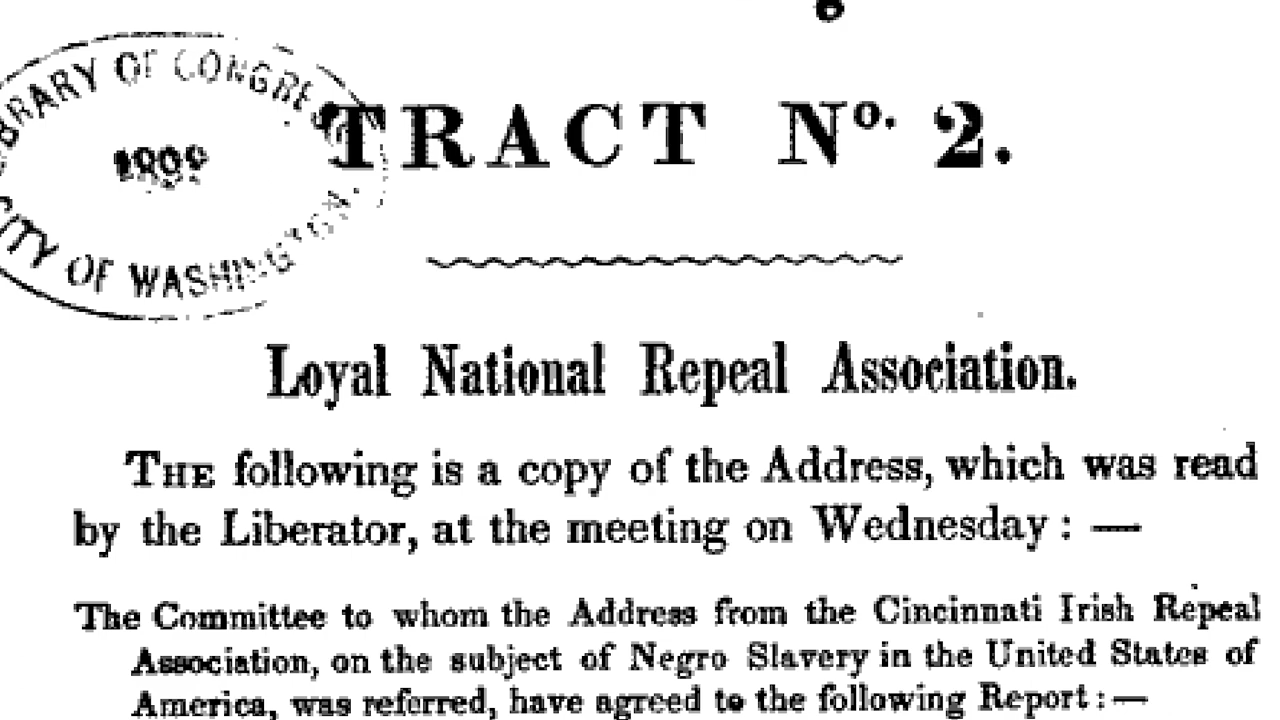 LIBRARY OF CONGRESS
CITY OF WASHINGTON.
TRACT No. 2.
Loyal National Repeal Association.
THE following is a copy of the Address, which was read
by the Liberator, at the meeting on Wednesday : —
The Committee to whom the Address from the Cincinnati Irish Repeal
Association, on the subject of Negro Slavery in the United States of
America, was referred, have agreed to the following Report : —